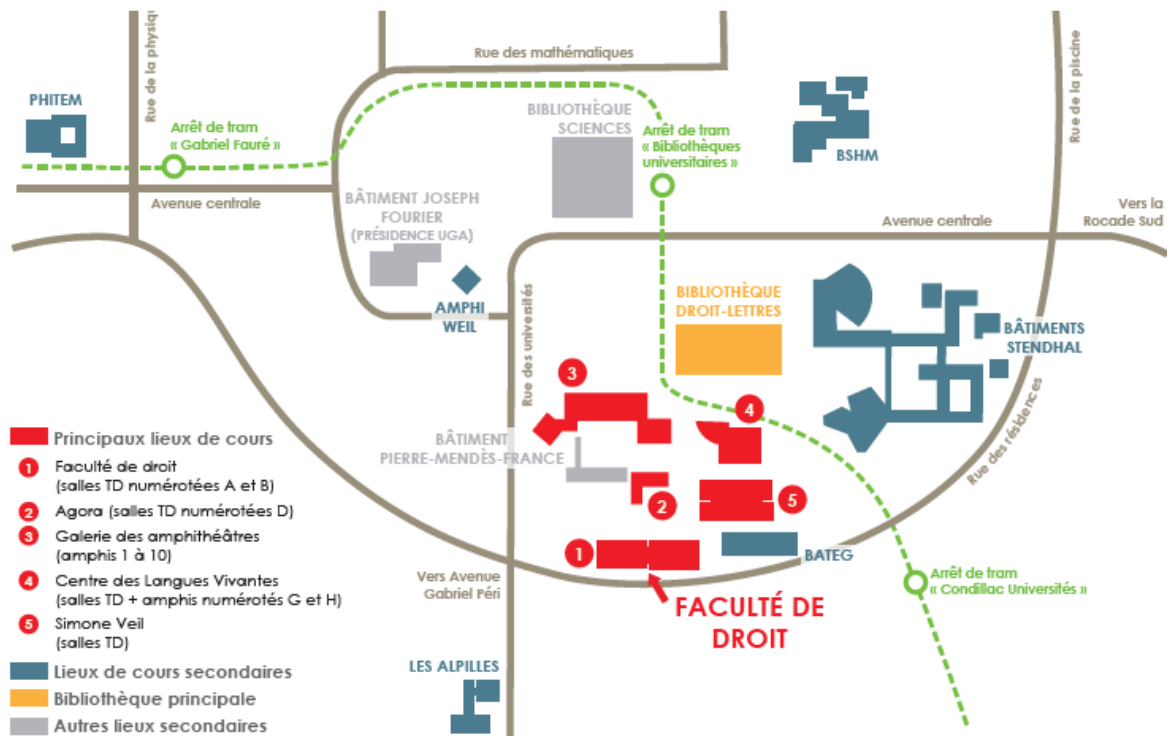 Rue de la physique
Rue des mathématiques
Rue de la piscine
PHITEM
Arrêt de tram
« Gabriel Fauré »
BIBLIOTHÈQUE
SCIENCES
Arrêt de tram
« Bibliothèques
universitaires »
BSHM
Avenue centrale
BÂTIMENT JOSEPH
FOURIER
(PRÉSIDENCE UGA)
Avenue centrale
Vers la
Rocade Sud
AMPHI
WEIL
Rue des universités
BIBLIOTHÈQUE
DROIT-LETTRES
BÂTIMENTS
STENDHAL
3
4
Rue des résidences
BÂTIMENT
PIERRE-MENDÈS-FRANCE
2
5
1
BATEG
Vers Avenue
Gabriel Péri
FACULTÉ DE
DROIT
Arrêt de tram
« Condillac Universités »
LES ALPILLES
Principaux lieux de cours
1 Faculté de droit
(salles TD numérotées A et B)
2 Agora (salles TD numérotées D)
3 Galerie des amphithéâtres
(amphis 1 à 10)
4 Centre des Langues Vivantes
(salles TD + amphis numérotés G et H)
5 Simone Veil
(salles TD)
Lieux de cours secondaires
Bibliothèque principale
Autres lieux secondaires